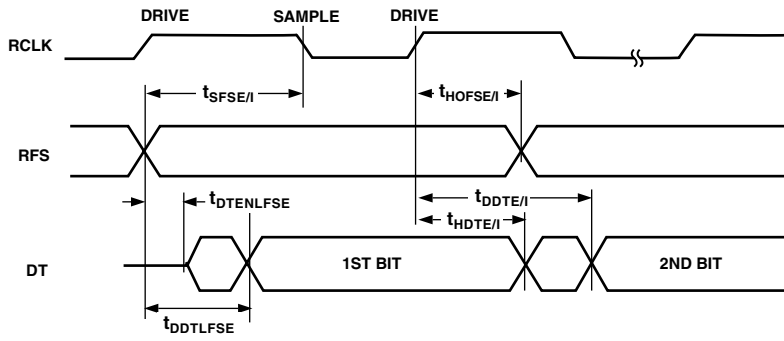 DRIVE SAMPLE DRIVE
RCLK
tSFSE/I tHOFSE/I
RFS
tDDTE/I
tDTENLFSE
tHDTE/I
DT 1ST BIT 2ND BIT
tDDTLFSE